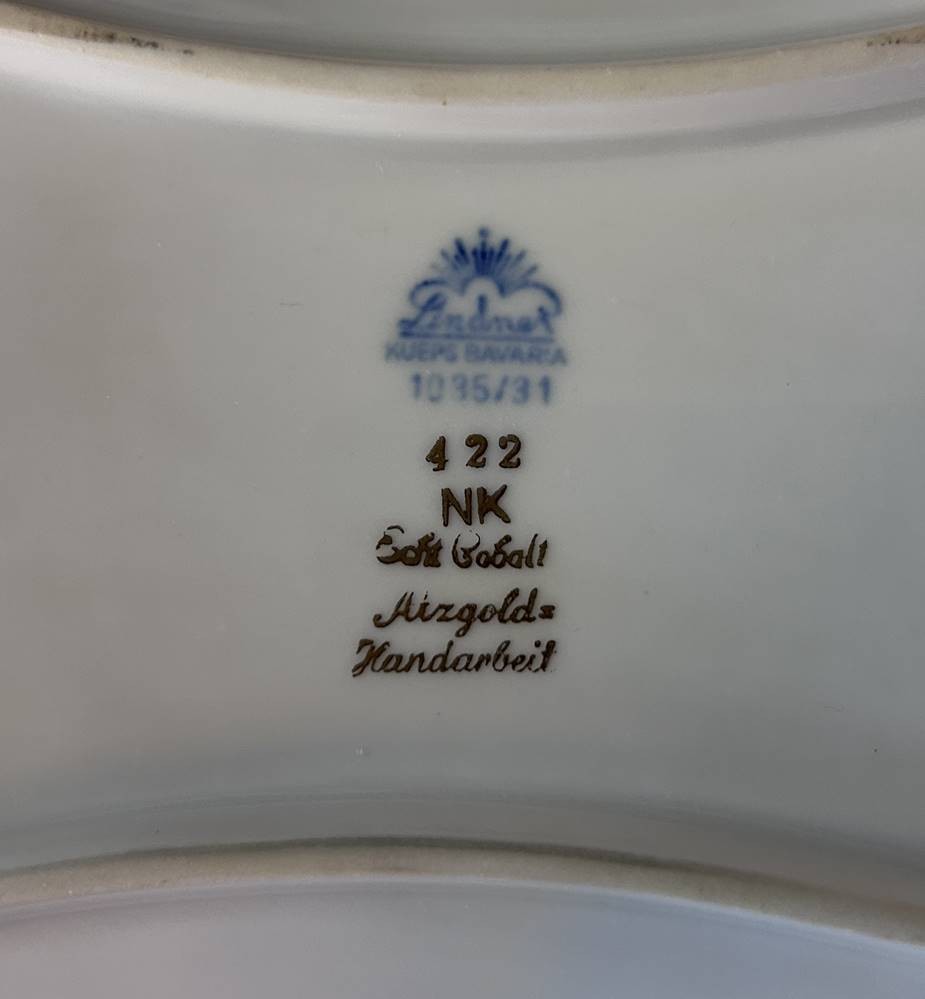 Lindner
KUEPS BAVARIA
1035/31
422
NK
Echt Cobalt
Ätzgold=
Handarbeit